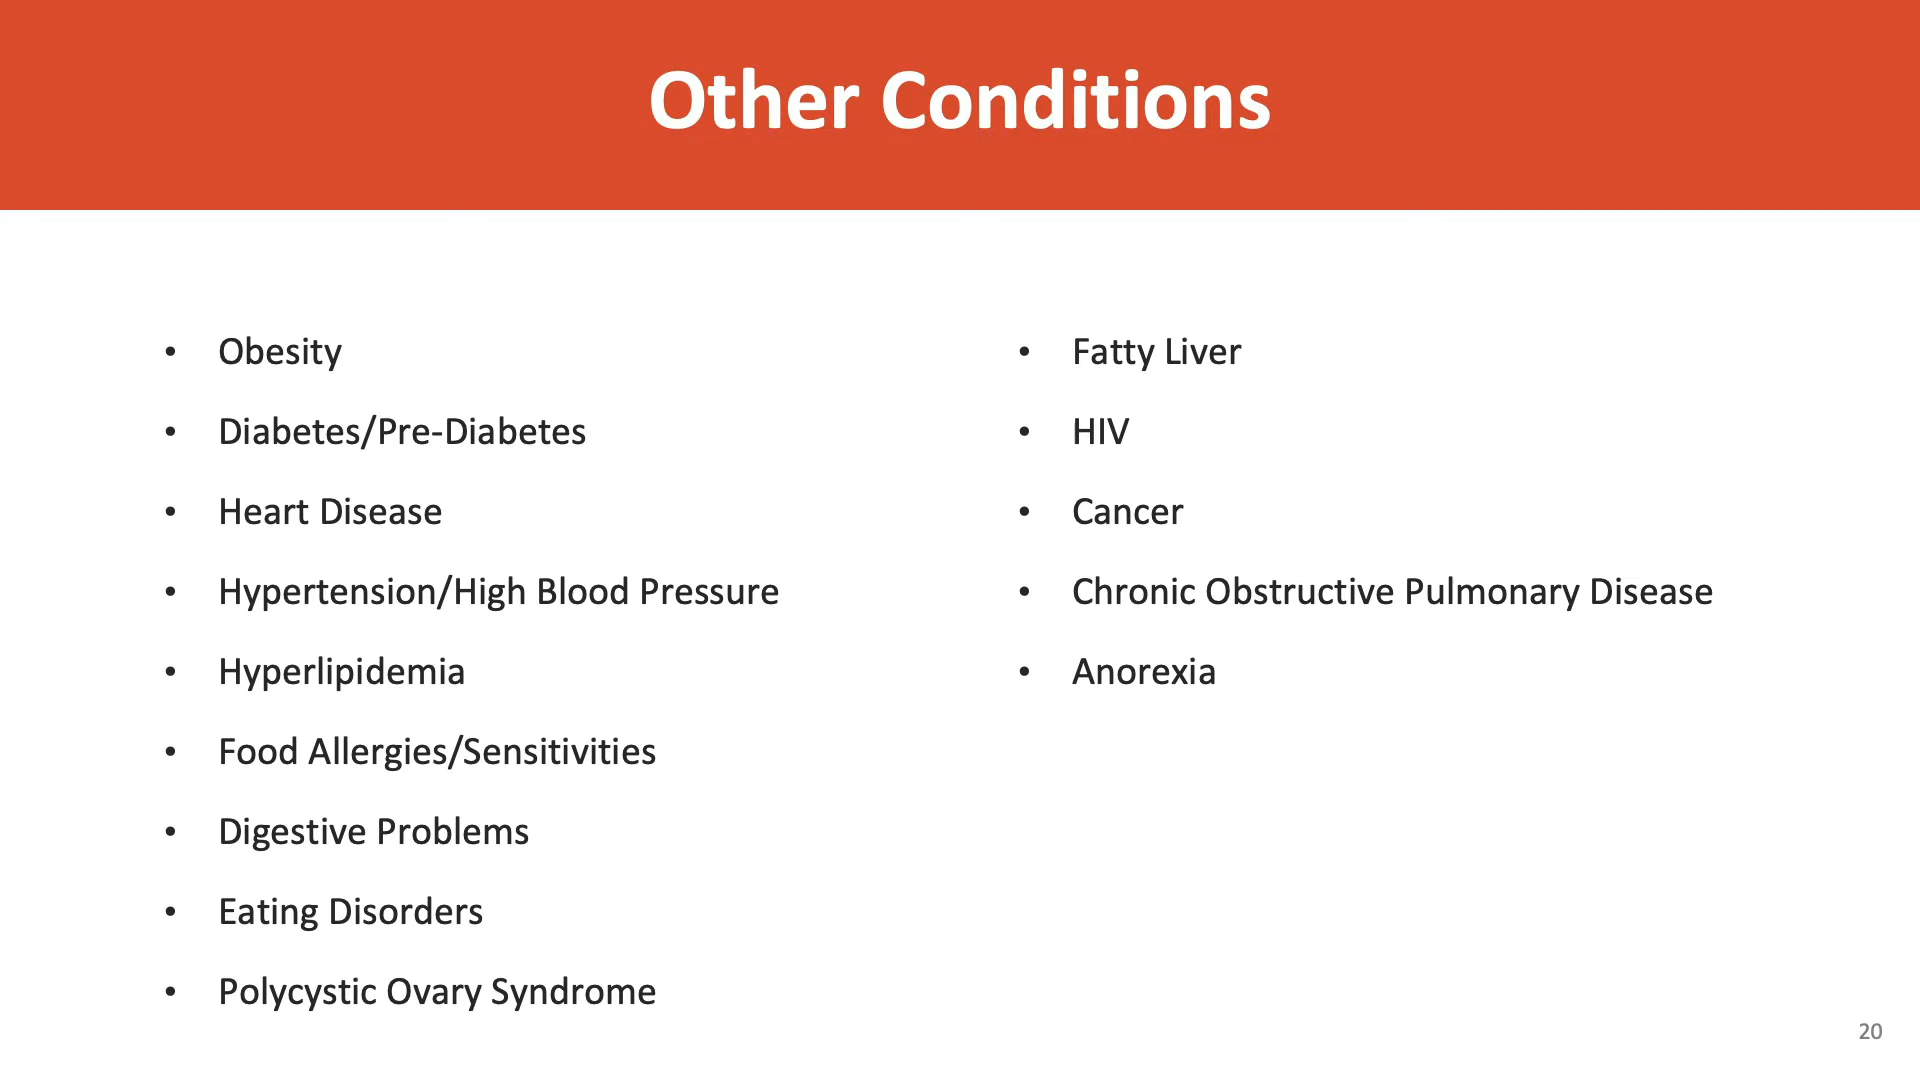 Other Conditions
• Obesity
• Diabetes/Pre-Diabetes
• Heart Disease
• Hypertension/High Blood Pressure
• Hyperlipidemia
• Food Allergies/Sensitivities
• Digestive Problems
• Eating Disorders
• Polycystic Ovary Syndrome
• Fatty Liver
• HIV
• Cancer
• Chronic Obstructive Pulmonary Disease
• Anorexia
20